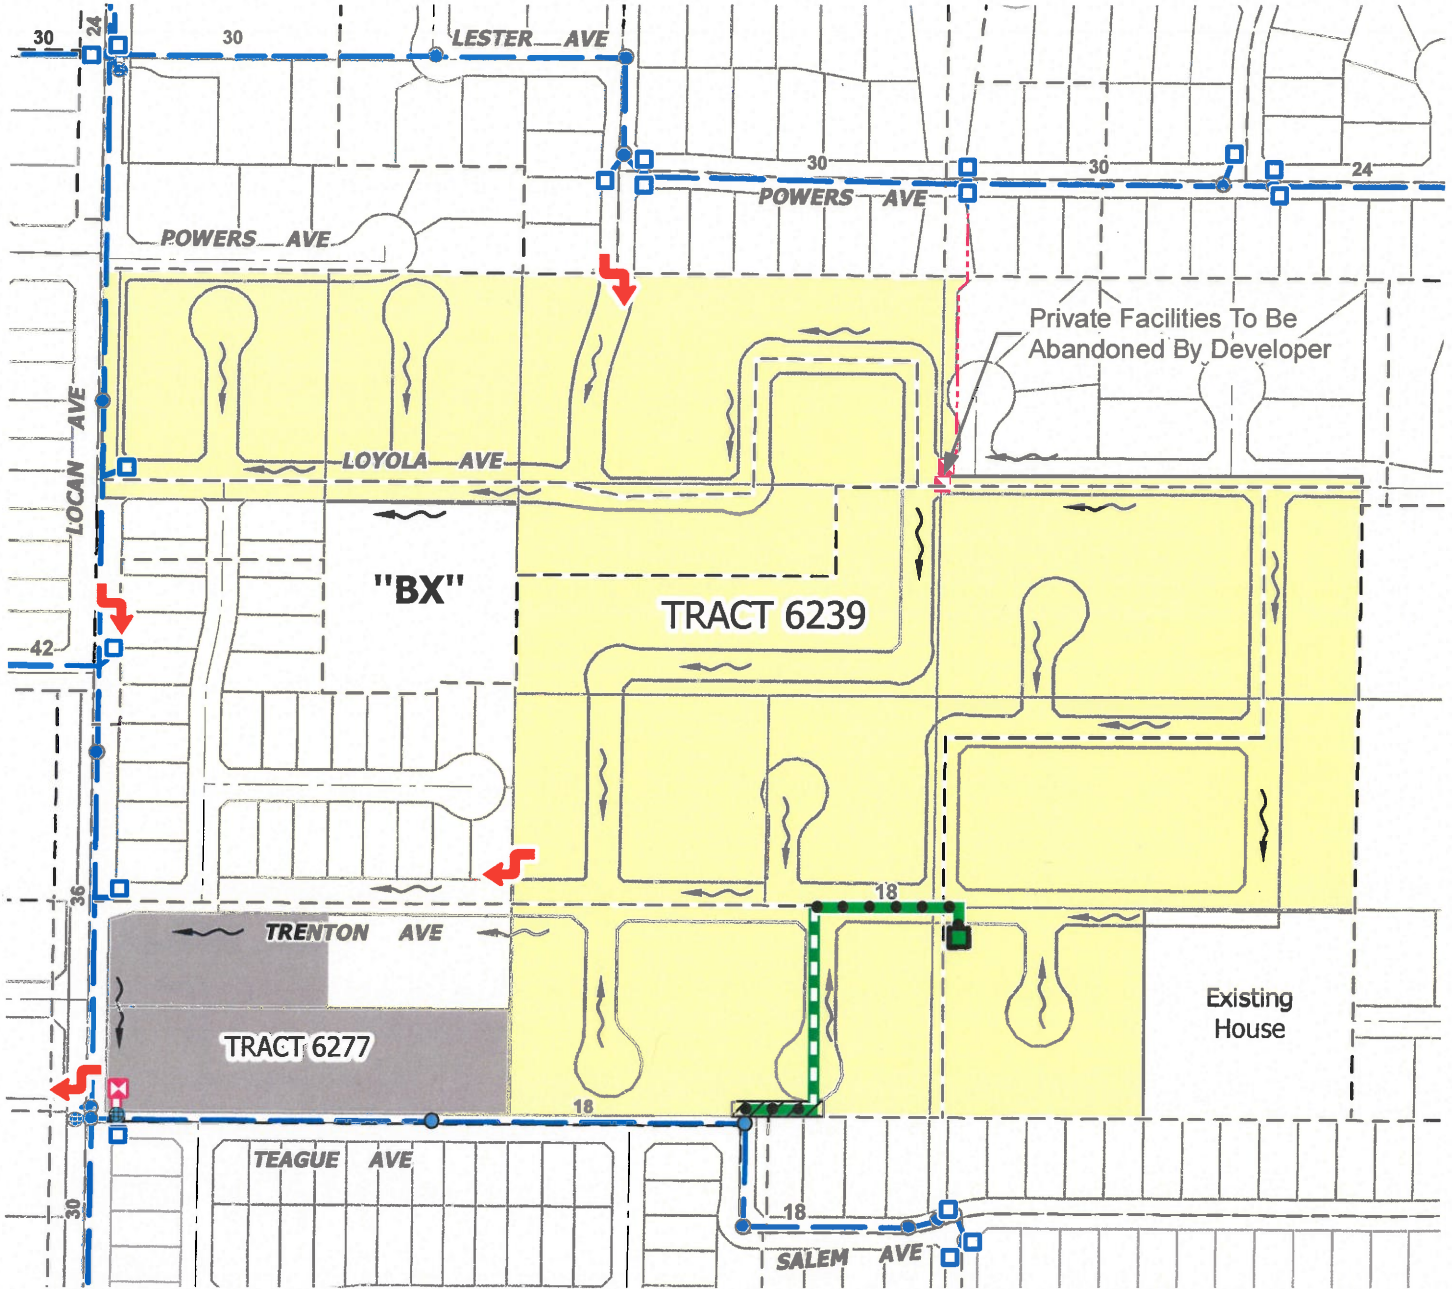 24
30
30
LESTER AVE
30
30
24
POWERS AVE
POWERS AVE
Private Facilities To Be
Abandoned By Developer
LOCAN AVE
LOYOLA AVE
"BX"
TRACT 6239
42
36
18
TRENTON AVE
Existing
House
TRACT 6277
18
TEAGUE AVE
30
18
SALEM AVE